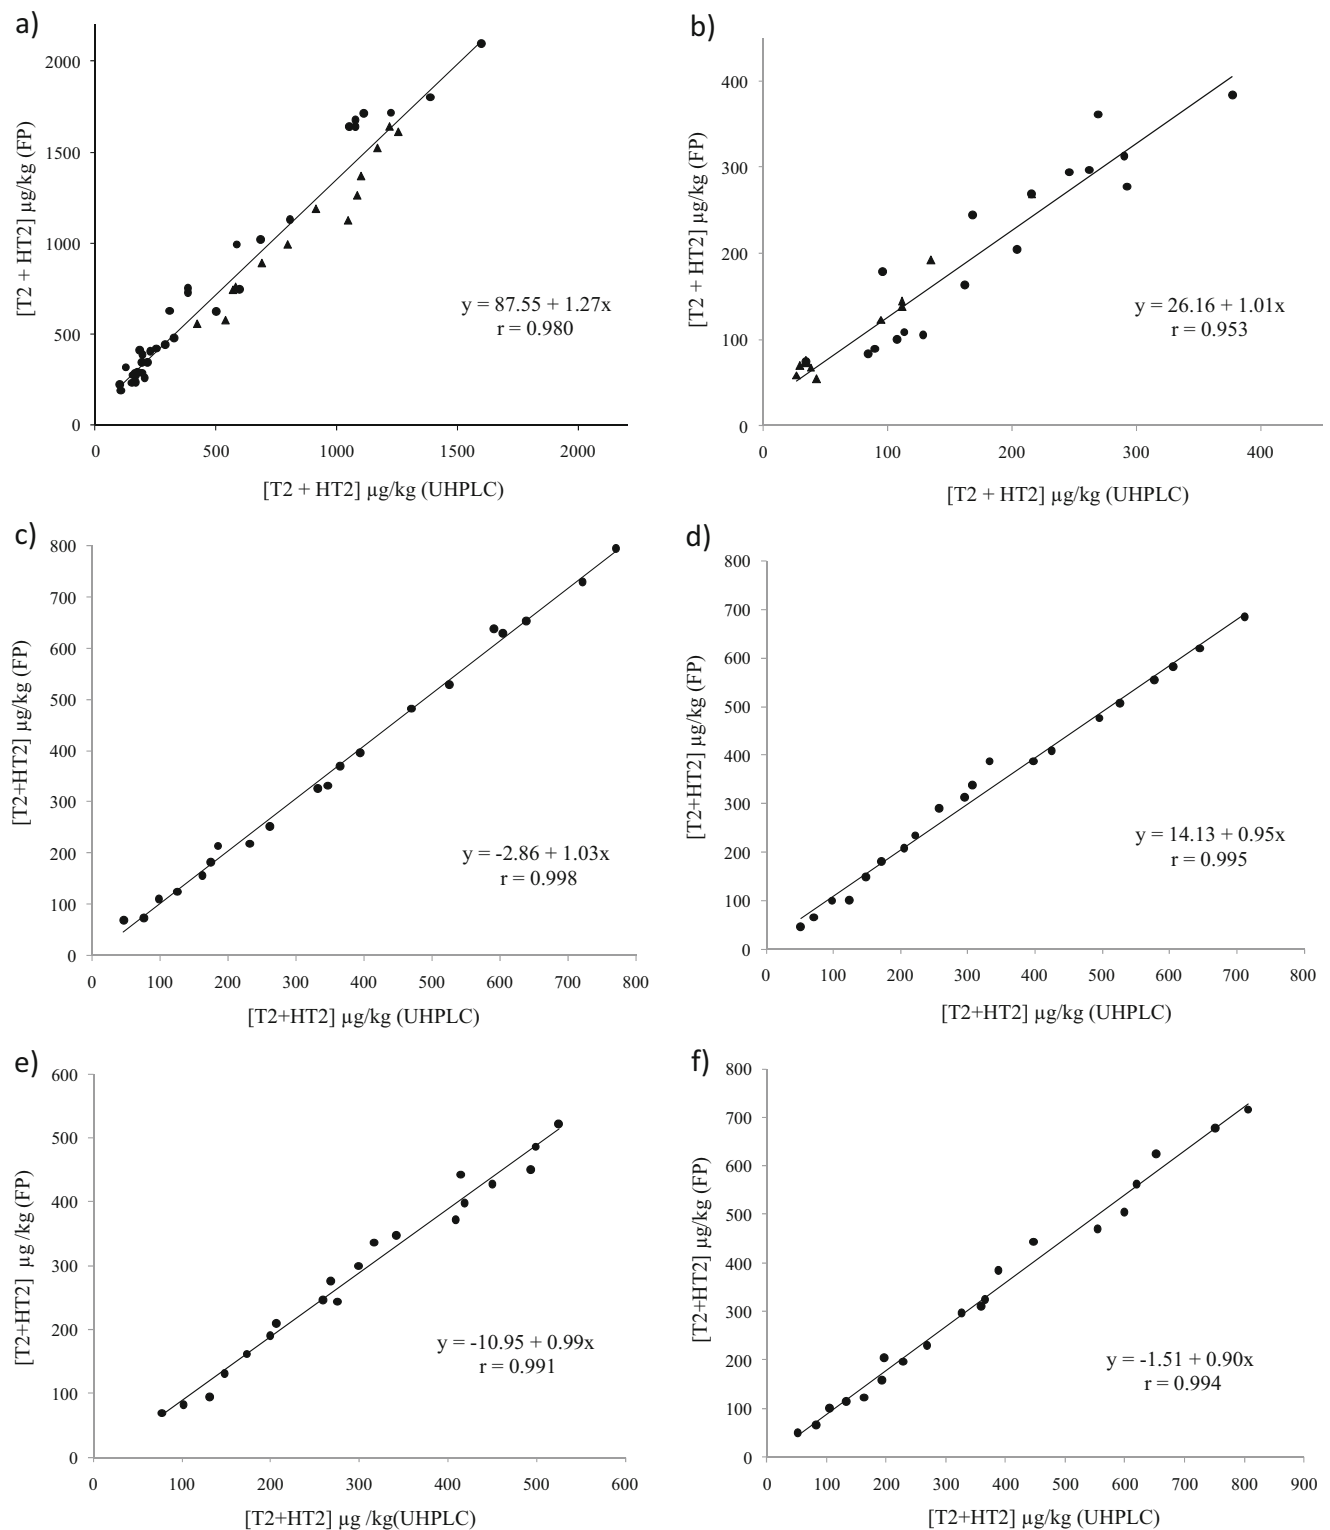 a)
[T2 + HT2] µg/kg (FP)
2000
1500
1000
500
0
y = 87.55 + 1.27x
r = 0.980
0 500 1000 1500 2000
[T2 + HT2] µg/kg (UHPLC)
b)
[T2 + HT2] µg/kg (FP)
400
300
200
100
0
y = 26.16 + 1.01x
r = 0.953
0 100 200 300 400
[T2 + HT2] µg/kg (UHPLC)
c)
[T2+HT2] µg/kg (FP)
800
700
600
500
400
300
200
100
0
y = -2.86 + 1.03x
r = 0.998
0 100 200 300 400 500 600 700 800
[T2+HT2] µg/kg (UHPLC)
d)
[T2+HT2] µg/kg (FP)
800
700
600
500
400
300
200
100
0
y = 14.13 + 0.95x
r = 0.995
0 100 200 300 400 500 600 700 800
[T2+HT2] µg/kg (UHPLC)
e)
[T2+HT2] µg /kg (FP)
600
500
400
300
200
100
0
y = -10.95 + 0.99x
r = 0.991
0 100 200 300 400 500 600
[T2+HT2] µg /kg(UHPLC)
f)
[T2+HT2] µg/kg (FP)
800
700
600
500
400
300
200
100
0
y = -1.51 + 0.90x
r = 0.994
0 100 200 300 400 500 600 700 800 900
[T2+HT2] µg/kg (UHPLC)